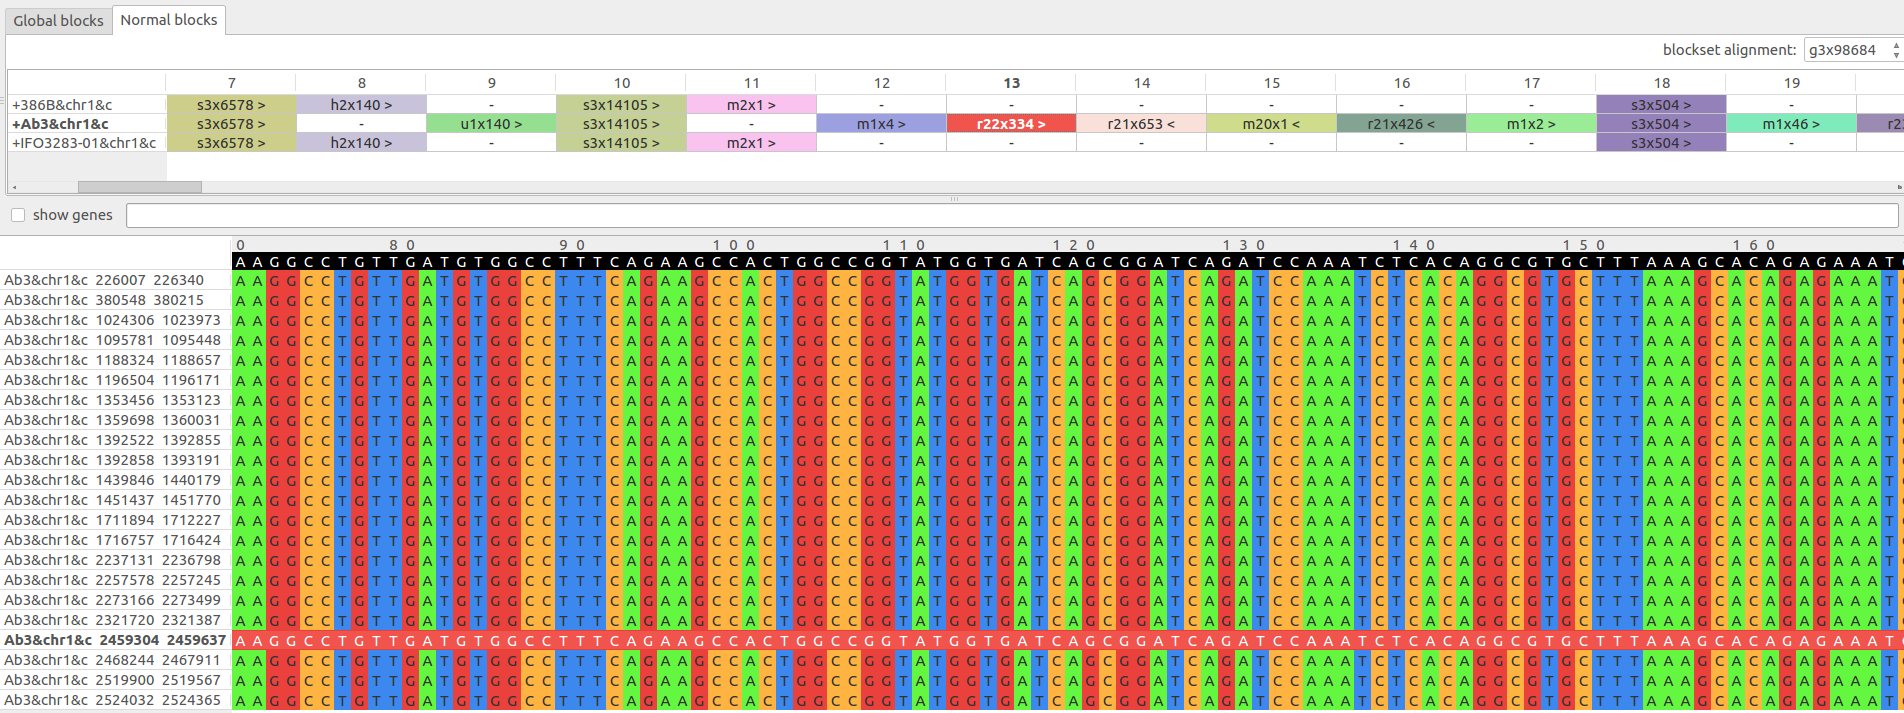 Global blocks Normal blocks
blockset alignment: g3x98684
7 8 9 10 11 12 13 14 15 16 17 18 19
+386B&chr1&c s3x6578 > h2x140 > - s3x14105 > m2x1 > - - - - - - s3x504 > -
+Ab3&chr1&c s3x6578 > - u1x140 > s3x14105 > - m1x4 > r22x334 > r21x653 < m20x1 < r21x426 < m1x2 > s3x504 > m1x46 >
+IFO3283-01&chr1&c s3x6578 > h2x140 > - s3x14105 > m2x1 > - - - - - - s3x504 > -
show genes
0 80 90 100 110 120 130 140 150 160
AAGGCCTGTTGATGTGGCCTTTCAGAAGCCACTGGCCGGTATGGTGATCAGCGGATCAGATCCAAATCTCACAGGCGTGCTTTAAAGCACAGAGAAAT
Ab3&chr1&c 226007 226340 AAGGCCTGTTGATGTGGCCTTTCAGAAGCCACTGGCCGGTATGGTGATCAGCGGATCAGATCCAAATCTCACAGGCGTGCTTTAAAGCACAGAGAAAT
Ab3&chr1&c 380548 380215 AAGGCCTGTTGATGTGGCCTTTCAGAAGCCACTGGCCGGTATGGTGATCAGCGGATCAGATCCAAATCTCACAGGCGTGCTTTAAAGCACAGAGAAAT
Ab3&chr1&c 1024306 1023973 AAGGCCTGTTGATGTGGCCTTTCAGAAGCCACTGGCCGGTATGGTGATCAGCGGATCAGATCCAAATCTCACAGGCGTGCTTTAAAGCACAGAGAAAT
Ab3&chr1&c 1095781 1095448 AAGGCCTGTTGATGTGGCCTTTCAGAAGCCACTGGCCGGTATGGTGATCAGCGGATCAGATCCAAATCTCACAGGCGTGCTTTAAAGCACAGAGAAAT
Ab3&chr1&c 1188324 1188657 AAGGCCTGTTGATGTGGCCTTTCAGAAGCCACTGGCCGGTATGGTGATCAGCGGATCAGATCCAAATCTCACAGGCGTGCTTTAAAGCACAGAGAAAT
Ab3&chr1&c 1196504 1196171 AAGGCCTGTTGATGTGGCCTTTCAGAAGCCACTGGCCGGTATGGTGATCAGCGGATCAGATCCAAATCTCACAGGCGTGCTTTAAAGCACAGAGAAAT
Ab3&chr1&c 1353456 1353123 AAGGCCTGTTGATGTGGCCTTTCAGAAGCCACTGGCCGGTATGGTGATCAGCGGATCAGATCCAAATCTCACAGGCGTGCTTTAAAGCACAGAGAAAT
Ab3&chr1&c 1359698 1360031 AAGGCCTGTTGATGTGGCCTTTCAGAAGCCACTGGCCGGTATGGTGATCAGCGGATCAGATCCAAATCTCACAGGCGTGCTTTAAAGCACAGAGAAAT
Ab3&chr1&c 1392522 1392855 AAGGCCTGTTGATGTGGCCTTTCAGAAGCCACTGGCCGGTATGGTGATCAGCGGATCAGATCCAAATCTCACAGGCGTGCTTTAAAGCACAGAGAAAT
Ab3&chr1&c 1392858 1393191 AAGGCCTGTTGATGTGGCCTTTCAGAAGCCACTGGCCGGTATGGTGATCAGCGGATCAGATCCAAATCTCACAGGCGTGCTTTAAAGCACAGAGAAAT
Ab3&chr1&c 1439846 1440179 AAGGCCTGTTGATGTGGCCTTTCAGAAGCCACTGGCCGGTATGGTGATCAGCGGATCAGATCCAAATCTCACAGGCGTGCTTTAAAGCACAGAGAAAT
Ab3&chr1&c 1451437 1451770 AAGGCCTGTTGATGTGGCCTTTCAGAAGCCACTGGCCGGTATGGTGATCAGCGGATCAGATCCAAATCTCACAGGCGTGCTTTAAAGCACAGAGAAAT
Ab3&chr1&c 1711894 1712227 AAGGCCTGTTGATGTGGCCTTTCAGAAGCCACTGGCCGGTATGGTGATCAGCGGATCAGATCCAAATCTCACAGGCGTGCTTTAAAGCACAGAGAAAT
Ab3&chr1&c 1716757 1716424 AAGGCCTGTTGATGTGGCCTTTCAGAAGCCACTGGCCGGTATGGTGATCAGCGGATCAGATCCAAATCTCACAGGCGTGCTTTAAAGCACAGAGAAAT
Ab3&chr1&c 2237131 2236798 AAGGCCTGTTGATGTGGCCTTTCAGAAGCCACTGGCCGGTATGGTGATCAGCGGATCAGATCCAAATCTCACAGGCGTGCTTTAAAGCACAGAGAAAT
Ab3&chr1&c 2257578 2257245 AAGGCCTGTTGATGTGGCCTTTCAGAAGCCACTGGCCGGTATGGTGATCAGCGGATCAGATCCAAATCTCACAGGCGTGCTTTAAAGCACAGAGAAAT
Ab3&chr1&c 2273166 2273499 AAGGCCTGTTGATGTGGCCTTTCAGAAGCCACTGGCCGGTATGGTGATCAGCGGATCAGATCCAAATCTCACAGGCGTGCTTTAAAGCACAGAGAAAT
Ab3&chr1&c 2321720 2321387 AAGGCCTGTTGATGTGGCCTTTCAGAAGCCACTGGCCGGTATGGTGATCAGCGGATCAGATCCAAATCTCACAGGCGTGCTTTAAAGCACAGAGAAAT
Ab3&chr1&c 2459304 2459637 AAGGCCTGTTGATGTGGCCTTTCAGAAGCCACTGGCCGGTATGGTGATCAGCGGATCAGATCCAAATCTCACAGGCGTGCTTTAAAGCACAGAGAAAT
Ab3&chr1&c 2468244 2467911 AAGGCCTGTTGATGTGGCCTTTCAGAAGCCACTGGCCGGTATGGTGATCAGCGGATCAGATCCAAATCTCACAGGCGTGCTTTAAAGCACAGAGAAAT
Ab3&chr1&c 2519900 2519567 AAGGCCTGTTGATGTGGCCTTTCAGAAGCCACTGGCCGGTATGGTGATCAGCGGATCAGATCCAAATCTCACAGGCGTGCTTTAAAGCACAGAGAAAT
Ab3&chr1&c 2524032 2524365 AAGGCCTGTTGATGTGGCCTTTCAGAAGCCACTGGCCGGTATGGTGATCAGCGGATCAGATCCAAATCTCACAGGCGTGCTTTAAAGCACAGAGAAAT